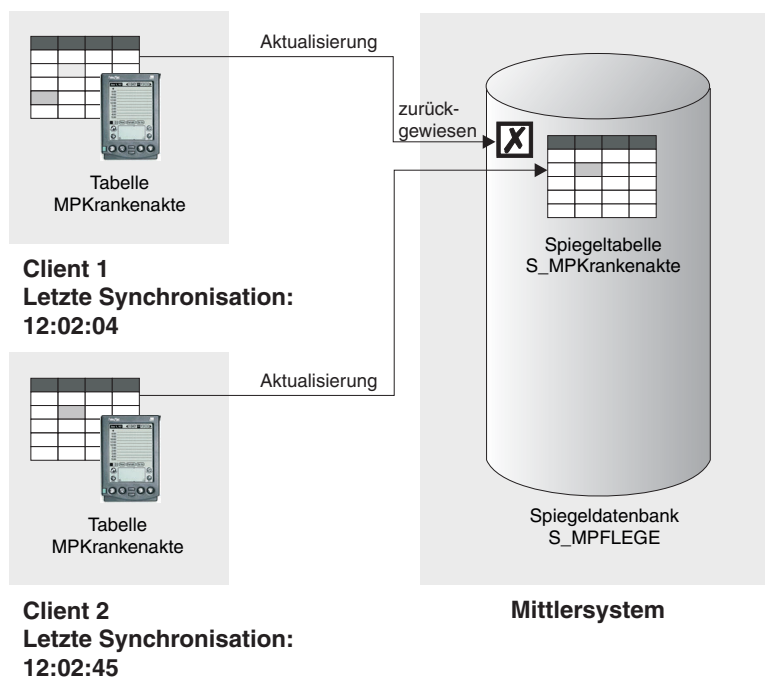 Aktualisierung
zurück-
gewiesen
Tabelle
MPKrankenakte
Client 1
Letzte Synchronisation:
12:02:04
Spiegeltabelle
S_MPKrankenakte
Aktualisierung
Tabelle
MPKrankenakte
Client 2
Letzte Synchronisation:
12:02:45
Spiegeldatenbank
S_MPFLEGE
Mittlersystem